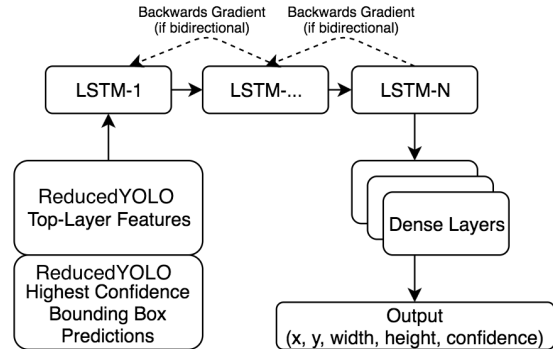 Backwards Gradient
(if bidirectional)
Backwards Gradient
(if bidirectional)
LSTM-1
LSTM-...
LSTM-N
ReducedYOLO
Top-Layer Features
ReducedYOLO
Highest Confidence
Bounding Box
Predictions
Dense Layers
Output
(x, y, width, height, confidence)